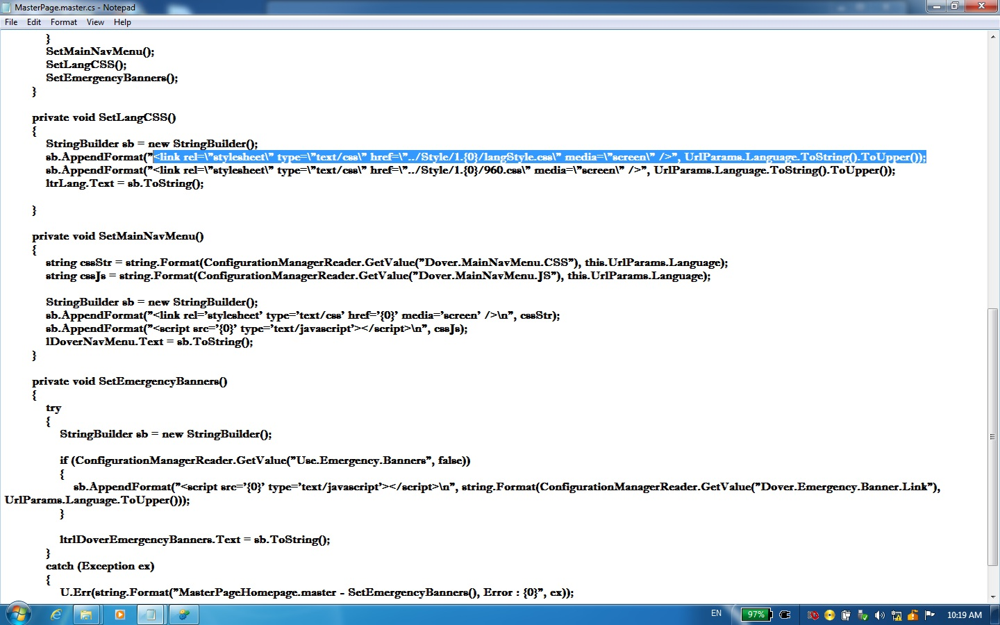 MasterPage.master.cs - Notepad
File Edit Format View Help
}
SetMainNavMenu();
SetLangCSS();
SetEmergencyBanners();
}
private void SetLangCSS()
{
StringBuilder sb = new StringBuilder();
sb.AppendFormat("<link rel=\"stylesheet\" type=\"text/css\" href=\"../Style/1.{0}/langStyle.css\" media=\"screen\" />", UrlParams.Language.ToString().ToUpper());
sb.AppendFormat("<link rel=\"stylesheet\" type=\"text/css\" href=\"../Style/1.{0}/960.css\" media=\"screen\" />", UrlParams.Language.ToString().ToUpper());
ltrLang.Text = sb.ToString();
}
private void SetMainNavMenu()
{
string cssStr = string.Format(ConfigurationManagerReader.GetValue("Dover.MainNavMenu.CSS"), this.UrlParams.Language);
string cssJs = string.Format(ConfigurationManagerReader.GetValue("Dover.MainNavMenu.JS"), this.UrlParams.Language);
StringBuilder sb = new StringBuilder();
sb.AppendFormat("<link rel='stylesheet' type='text/css' href='{0}' media='screen' />\n", cssStr);
sb.AppendFormat("<script src='{0}' type='text/javascript'></script>\n", cssJs);
lDoverNavMenu.Text = sb.ToString();
}
private void SetEmergencyBanners()
{
try
{
StringBuilder sb = new StringBuilder();
if (ConfigurationManagerReader.GetValue("Use.Emergency.Banners", false))
{
sb.AppendFormat("<script src='{0}' type='text/javascript'></script>\n", string.Format(ConfigurationManagerReader.GetValue("Dover.Emergency.Banner.Link"),
UrlParams.Language.ToUpper()));
}
ltrlDoverEmergencyBanners.Text = sb.ToString();
}
catch (Exception ex)
{
U.Err(string.Format("MasterPageHomepage.master - SetEmergencyBanners(), Error : {0}", ex));
EN
97%
10:19 AM